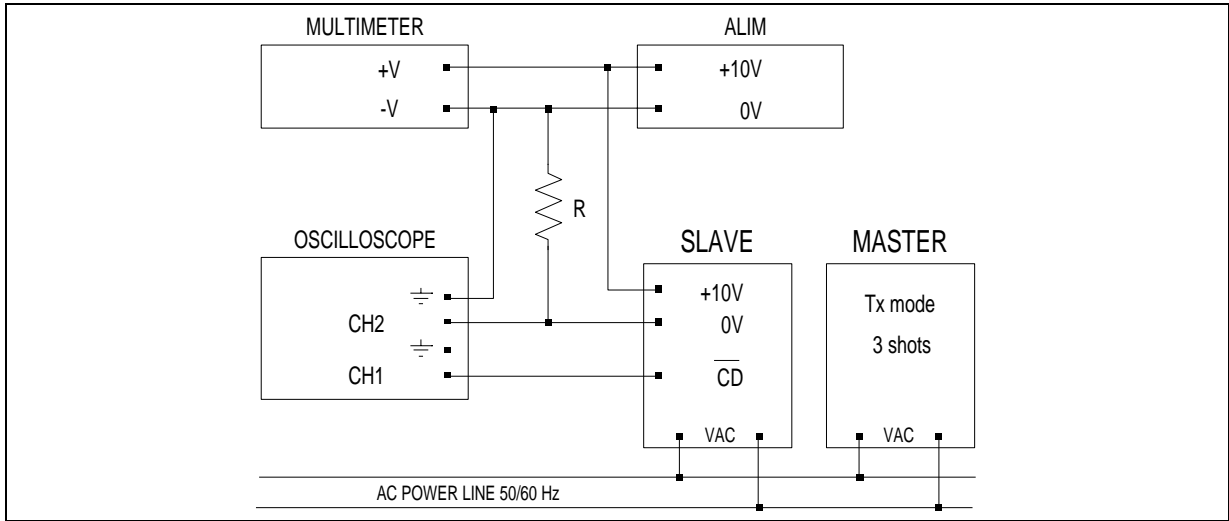 MULTIMETER
+V
-V
ALIM
+10V
0V
R
OSCILLOSCOPE
CH2
CH1
SLAVE
+10V
0V
C̅D̅
VAC
MASTER
Tx mode
3 shots
VAC
AC POWER LINE 50/60 Hz